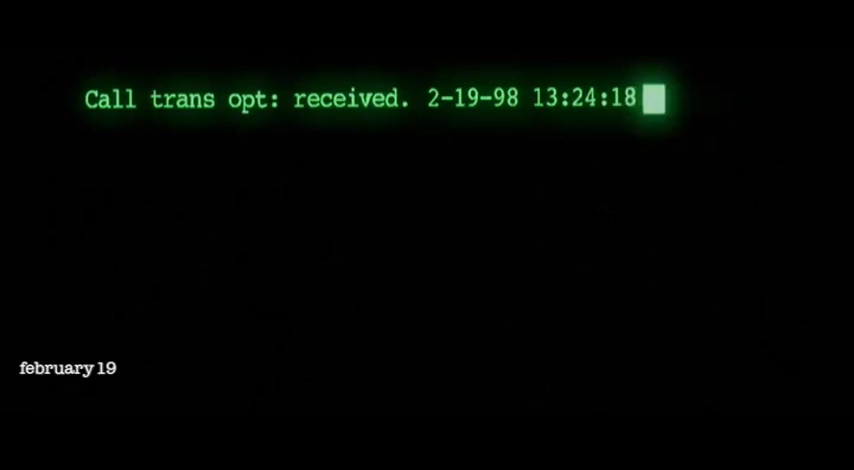 Call trans opt: received. 2-19-98 13:24:18
february 19